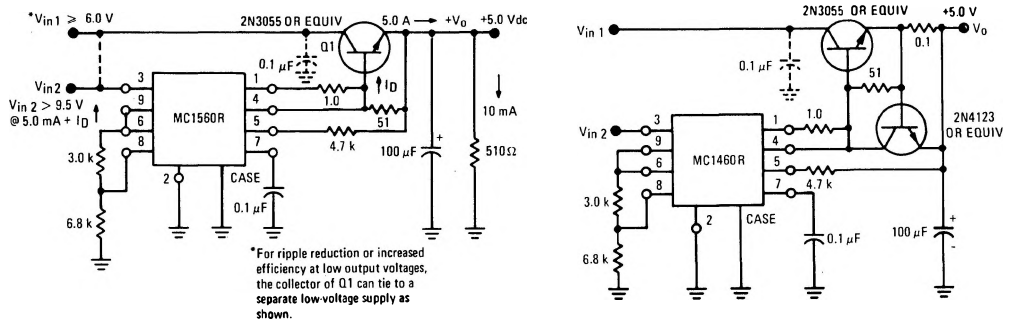 *Vin 1 ≥ 6.0 V
2N3055 OR EQUIV
5.0 A → +VO
+5.0 Vdc
Q1
0.1 µF
ID
Vin2
Vin 2 > 9.5 V
@ 5.0 mA + ID
3
9
6
8
MC1560R
1
4
5
7
1.0
51
4.7 k
100 µF
+
10 mA
510Ω
3.0 k
6.8 k
2
CASE
0.1 µF
*For ripple reduction or increased
efficiency at low output voltages,
the collector of Q1 can tie to a
separate low-voltage supply as
shown.
2N3055 OR EQUIV
+5.0 V
Vin 1
VO
0.1
0.1 µF
51
2N4123
OR EQUIV
Vin 2
3
9
6
8
MC1460R
1
4
5
7
1.0
4.7 k
3.0 k
6.8 k
2
CASE
0.1 µF
100 µF
+
-